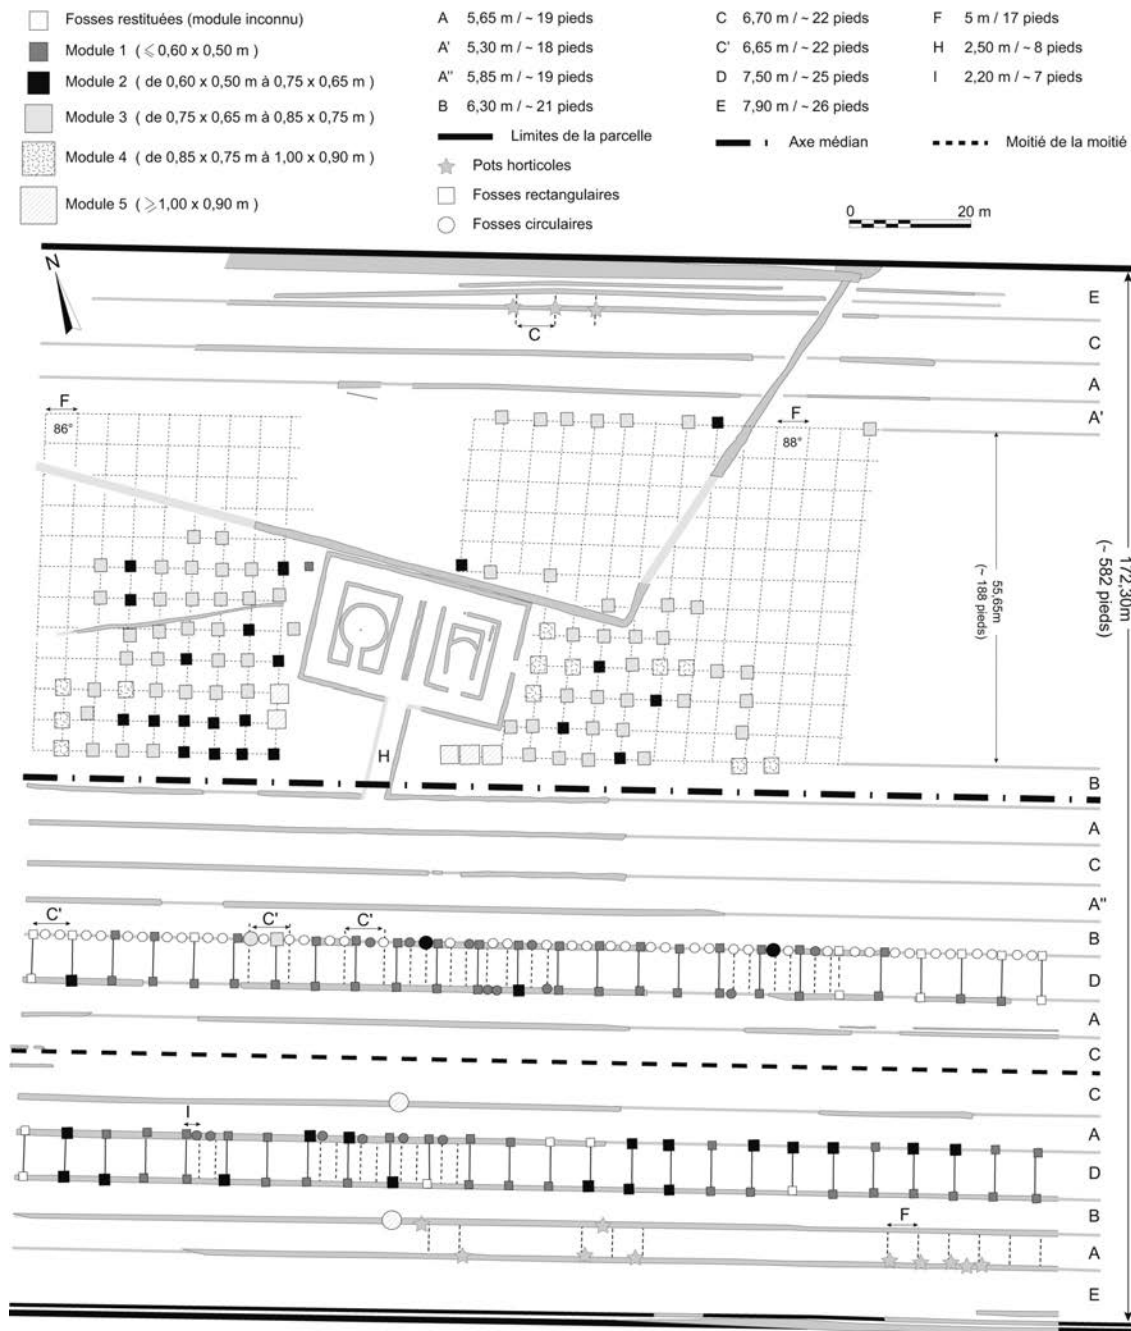 Fosses restituées (module inconnu)
Module 1 ( ⩽ 0,60 x 0,50 m )
Module 2 ( de 0,60 x 0,50 m à 0,75 x 0,65 m )
Module 3 ( de 0,75 x 0,65 m à 0,85 x 0,75 m )
Module 4 ( de 0,85 x 0,75 m à 1,00 x 0,90 m )
Module 5 ( ⩾ 1,00 x 0,90 m )
A 5,65 m / ~ 19 pieds
A' 5,30 m / ~ 18 pieds
A'' 5,85 m / ~ 19 pieds
B 6,30 m / ~ 21 pieds
C 6,70 m / ~ 22 pieds
C' 6,65 m / ~ 22 pieds
D 7,50 m / ~ 25 pieds
E 7,90 m / ~ 26 pieds
F 5 m / 17 pieds
H 2,50 m / ~ 8 pieds
I 2,20 m / ~ 7 pieds
Limites de la parcelle
Axe médian
Moitié de la moitié
Pots horticoles
Fosses rectangulaires
Fosses circulaires
0 20 m
N
E
C
C
A
F
A'
86°
F
88°
55,65m
(~ 188 pieds)
172,30m
(~ 582 pieds)
H
B
A
C
A''
C'
C'
C'
B
D
A
C
C
I
A
D
B
F
A
E